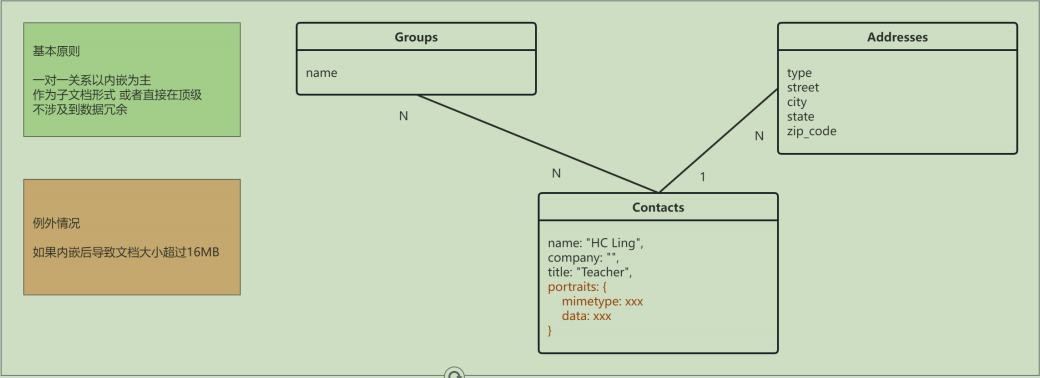 基本原则
一对一关系以内嵌为主
作为子文档形式 或者直接在顶级
不涉及到数据冗余
例外情况
如果内嵌后导致文档大小超过16MB
Groups
name
N
N
Addresses
type
street
city
state
zip_code
N
1
Contacts
name: "HC Ling",
company: "",
title: "Teacher",
portraits: {
mimetype: xxx
data: xxx
}